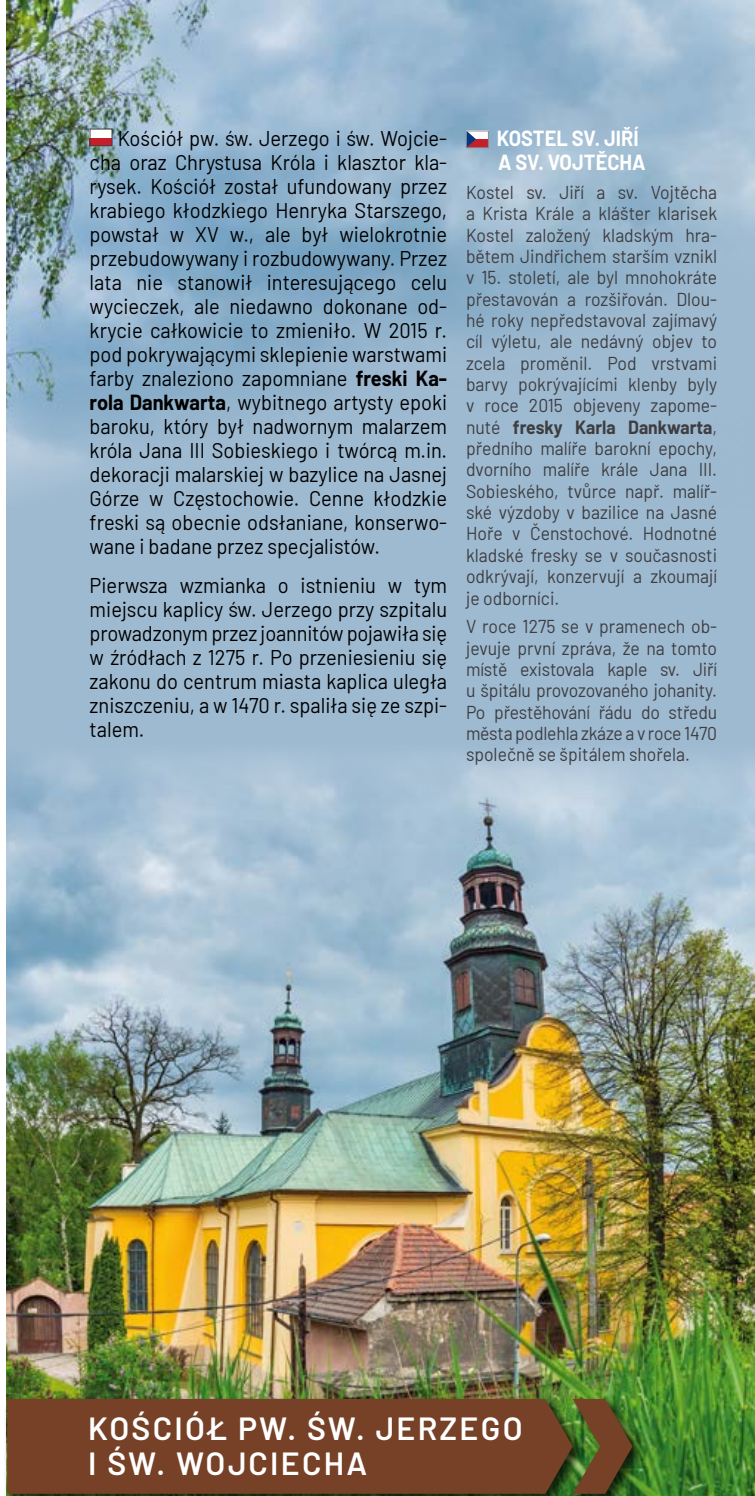 Kościół pw. św. Jerzego i św. Wojcie-
cha oraz Chrystusa Króla i klasztor kla-
rysek. Kościół został ufundowany przez
krabiego kłodzkiego Henryka Starszego,
powstał w XV w., ale był wielokrotnie
przebudowywany i rozbudowywany. Przez
lata nie stanowił interesującego celu
wycieczek, ale niedawno dokonane od-
krycie całkowicie to zmieniło. W 2015 r.
pod pokrywającymi sklepienie warstwami
farby znaleziono zapomniane freski Ka-
rola Dankwarta, wybitnego artysty epoki
baroku, który był nadwornym malarzem
króla Jana III Sobieskiego i twórcą m.in.
dekoracji malarskiej w bazylice na Jasnej
Górze w Częstochowie. Cenne kłodzkie
freski są obecnie odsłaniane, konserwo-
wane i badane przez specjalistów.
Pierwsza wzmianka o istnieniu w tym
miejscu kaplicy św. Jerzego przy szpitalu
prowadzonym przez joannitów pojawiła się
w źródłach z 1275 r. Po przeniesieniu się
zakonu do centrum miasta kaplica uległa
zniszczeniu, a w 1470 r. spaliła się ze szpi-
talem.
KOSTEL SV. JIŘÍ
A SV. VOJTĚCHA
Kostel sv. Jiří a sv. Vojtěcha
a Krista Krále a klášter klarisek
Kostel založený kladským hra-
bětem Jindřichem starším vznikl
v 15. století, ale byl mnohokráte
přestavován a rozšiřován. Dlou-
hé roky nepředstavoval zajímavý
cíl výletu, ale nedávný objev to
zcela proměnil. Pod vrstvami
barvy pokrývajícími klenby byly
v roce 2015 objeveny zapome-
nuté fresky Karla Dankwarta,
předního malíře barokní epochy,
dvorního malíře krále Jana III.
Sobieského, tvůrce např. malíř-
ské výzdoby v bazilice na Jasné
Hoře v Čenstochové. Hodnotné
kladské fresky se v současnosti
odkrývají, konzervují a zkoumají
je odborníci.
V roce 1275 se v pramenech ob-
jevuje první zpráva, že na tomto
místě existovala kaple sv. Jiří
u špitálu provozovaného johanity.
Po přestěhování řádu do středu
města podlehla zkáze a v roce 1470
společně se špitálem shořela.
KOŚCIÓŁ PW. ŚW. JERZEGO
I ŚW. WOJCIECHA